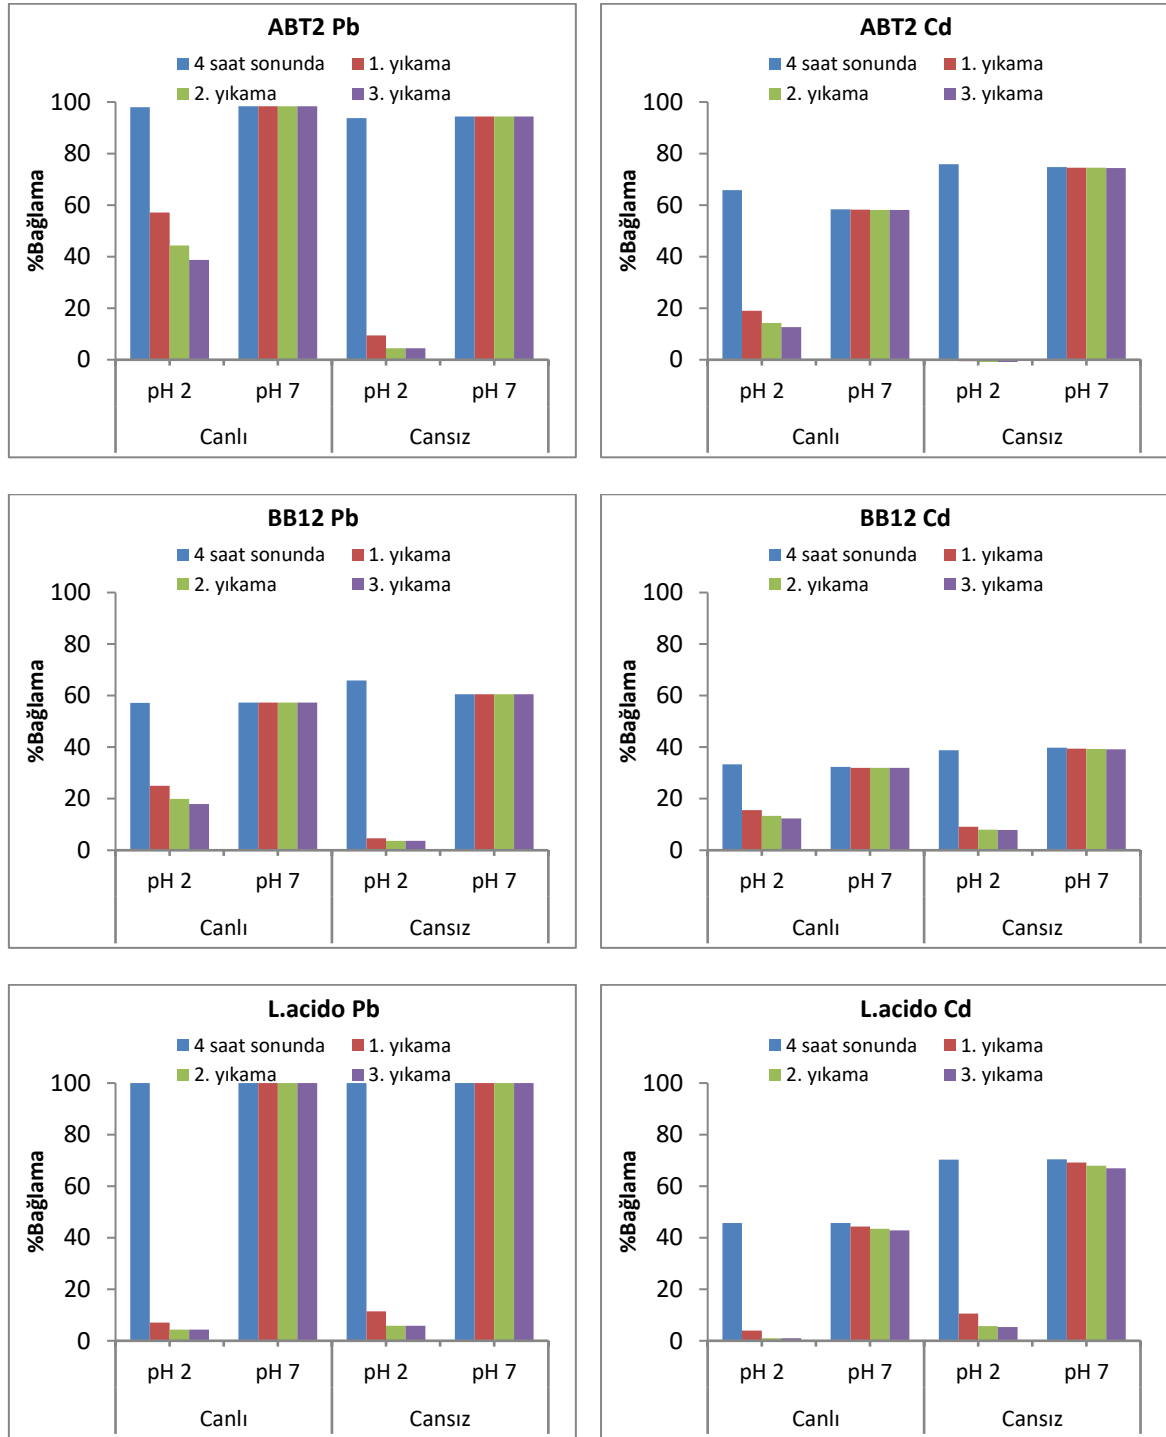 ABT2 Pb
4 saat sonunda 1. yıkama
2. yıkama 3. yıkama
%Bağlama
100
80
60
40
20
0
pH 2 pH 7 pH 2 pH 7
Canlı Cansız
ABT2 Cd
4 saat sonunda 1. yıkama
2. yıkama 3. yıkama
%Bağlama
100
80
60
40
20
0
pH 2 pH 7 pH 2 pH 7
Canlı Cansız
BB12 Pb
4 saat sonunda 1. yıkama
2. yıkama 3. yıkama
%Bağlama
100
80
60
40
20
0
pH 2 pH 7 pH 2 pH 7
Canlı Cansız
BB12 Cd
4 saat sonunda 1. yıkama
2. yıkama 3. yıkama
%Bağlama
100
80
60
40
20
0
pH 2 pH 7 pH 2 pH 7
Canlı Cansız
L.acido Pb
4 saat sonunda 1. yıkama
2. yıkama 3. yıkama
%Bağlama
100
80
60
40
20
0
pH 2 pH 7 pH 2 pH 7
Canlı Cansız
L.acido Cd
4 saat sonunda 1. yıkama
2. yıkama 3. yıkama
%Bağlama
100
80
60
40
20
0
pH 2 pH 7 pH 2 pH 7
Canlı Cansız